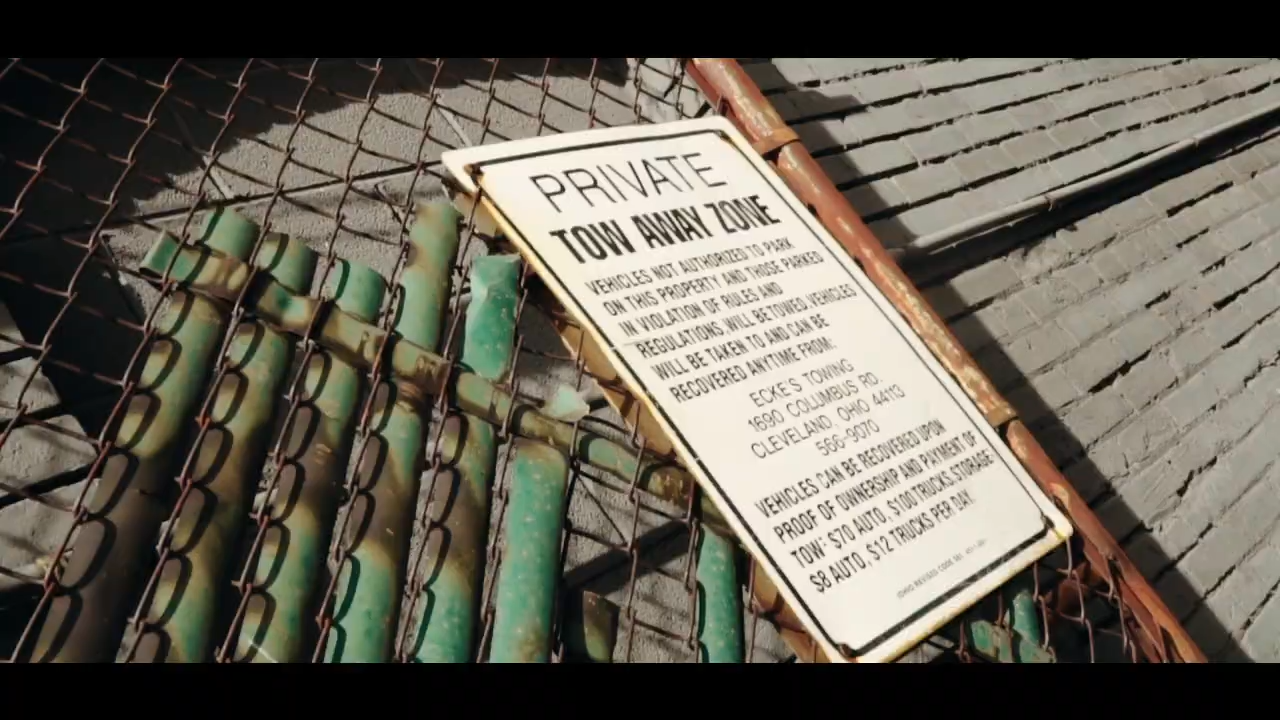 PRIVATE
TOW AWAY ZONE
VEHICLES NOT AUTHORIZED TO PARK
ON THIS PROPERTY AND THOSE PARKED
IN VIOLATION OF RULES AND
REGULATIONS WILL BE TOWED VEHICLES
WILL BE TAKEN TO AND CAN BE
RECOVERED ANYTIME FROM:
ECKE'S TOWING
1690 COLUMBUS RD.
CLEVELAND, OHIO 44113
566-9070
VEHICLES CAN BE RECOVERED UPON
PROOF OF OWNERSHIP AND PAYMENT OF
TOW: $70 AUTO, $100 TRUCKS. STORAGE:
$8 AUTO, $12 TRUCKS PER DAY.
OHIO REVISED CODE